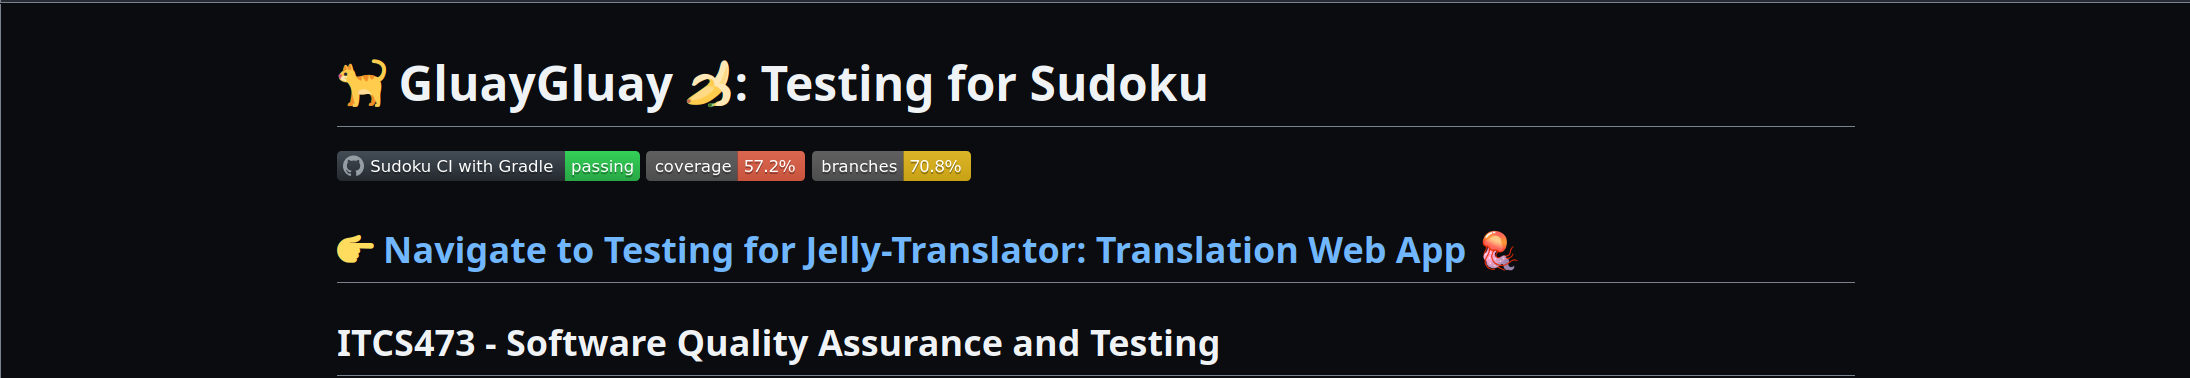 🐈 GluayGluay 🍌: Testing for Sudoku
Sudoku CI with Gradle passing coverage 57.2% branches 70.8%
👉 Navigate to Testing for Jelly-Translator: Translation Web App 🪼
ITCS473 - Software Quality Assurance and Testing